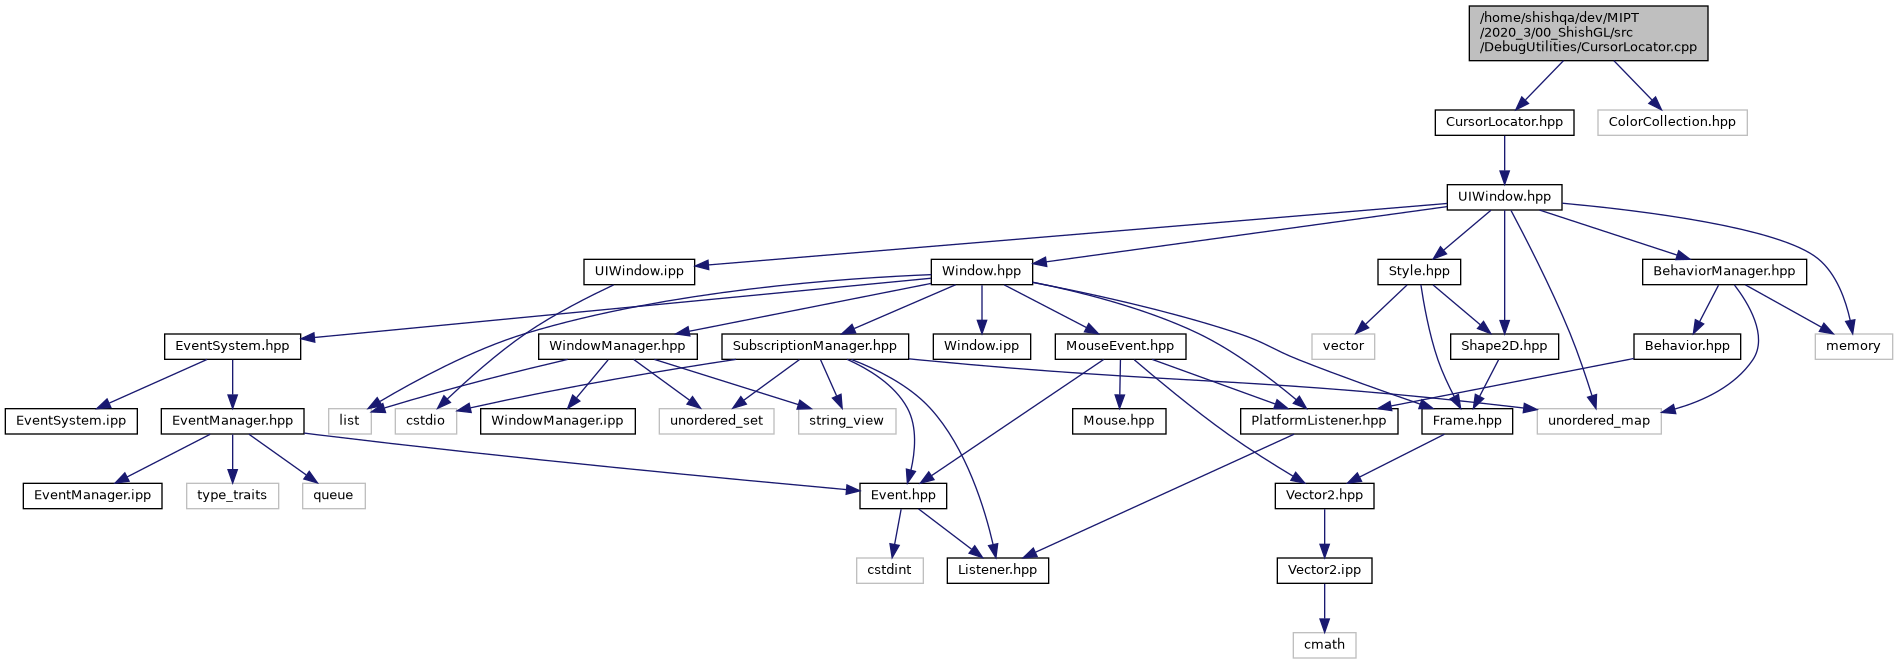 /home/shishqa/dev/MIPT
/2020_3/00_ShishGL/src
/DebugUtilities/CursorLocator.cpp
CursorLocator.hpp
ColorCollection.hpp
UIWindow.hpp
UIWindow.ipp
Window.hpp
Style.hpp
BehaviorManager.hpp
EventSystem.hpp
WindowManager.hpp
SubscriptionManager.hpp
Window.ipp
MouseEvent.hpp
vector
Shape2D.hpp
Behavior.hpp
memory
EventSystem.ipp
EventManager.hpp
list
cstdio
WindowManager.ipp
unordered_set
string_view
Mouse.hpp
PlatformListener.hpp
Frame.hpp
unordered_map
EventManager.ipp
type_traits
queue
Event.hpp
Vector2.hpp
cstdint
Listener.hpp
Vector2.ipp
cmath